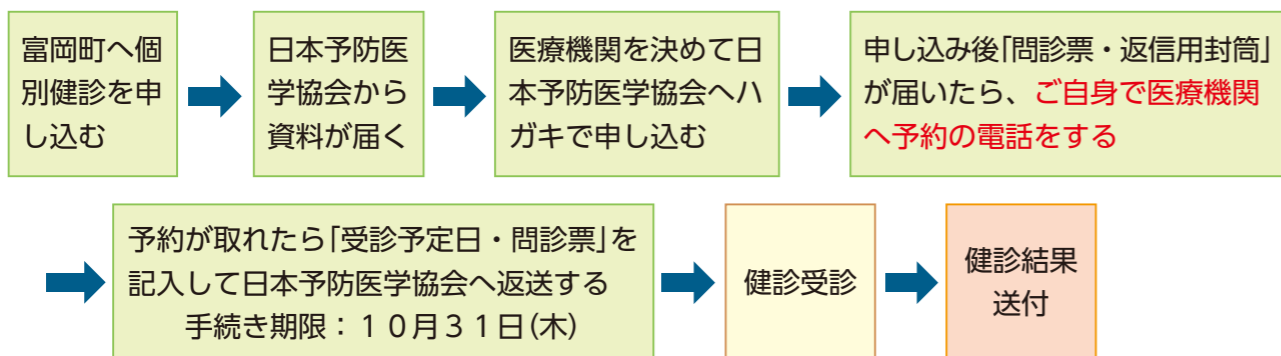 富岡町へ個
別健診を申
し込む
日本予防医
学協会から
資料が届く
医療機関を決めて日
本予防医学協会へハ
ガキで申し込む
申し込み後「問診票・返信用封筒」
が届いたら、ご自身で医療機関
へ予約の電話をする
予約が取れたら「受診予定日・問診票」を
記入して日本予防医学協会へ返送する
手続き期限：１０月３１日(木)
健診受診
健診結果
送付